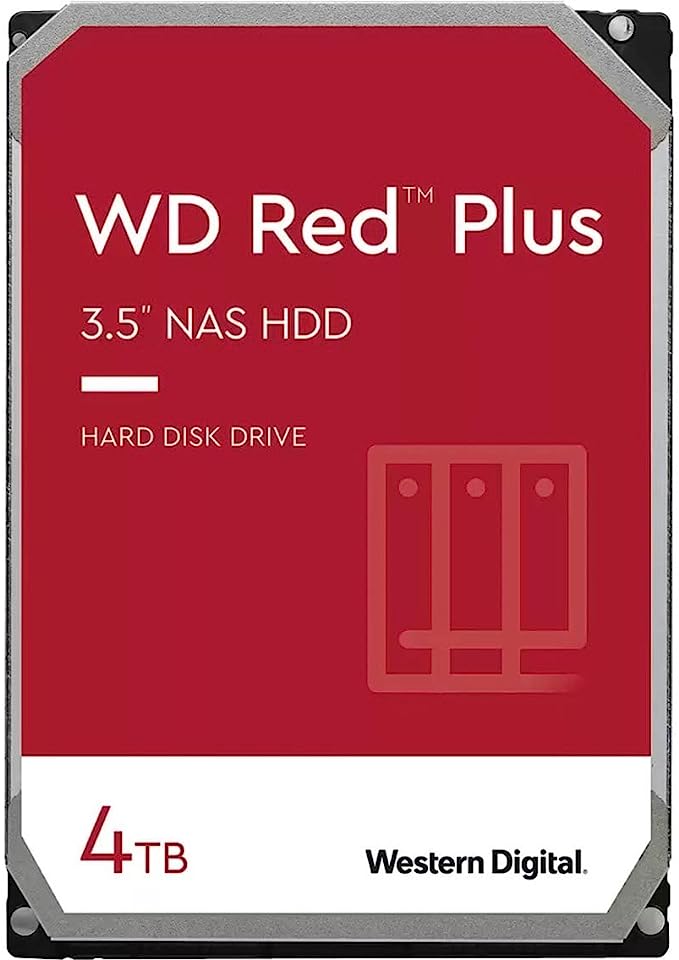 WD Red™ Plus
3.5" NAS HDD
HARD DISK DRIVE
4TB
Western Digital.